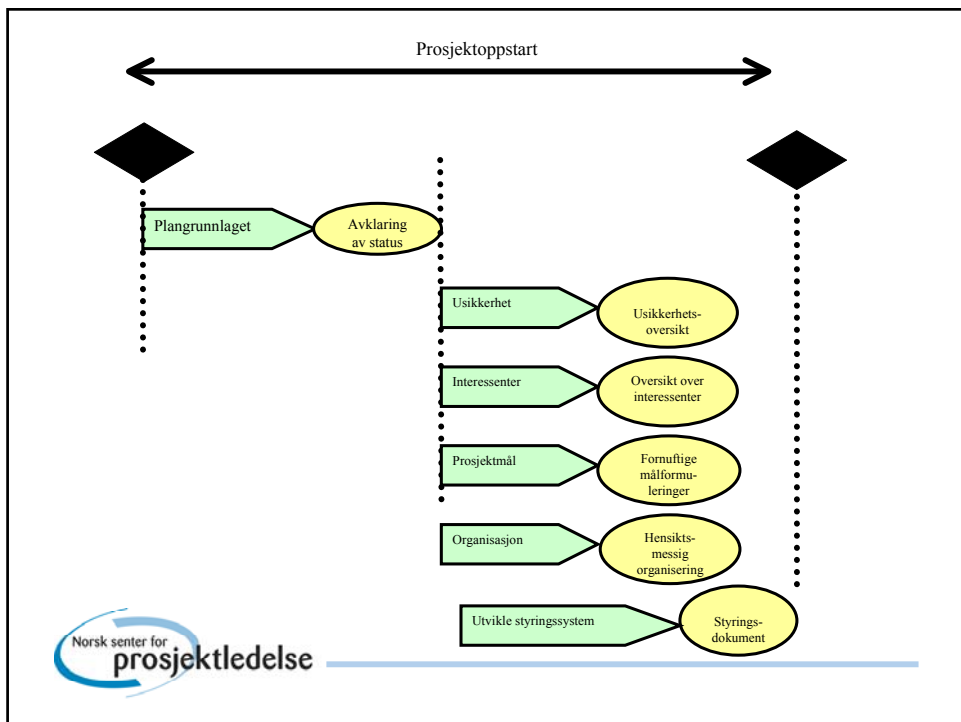 Prosjektoppstart
Plangrunnlaget
Avklaring
av status
Usikkerhet
Usikkerhets-
oversikt
Interessenter
Oversikt over
interessenter
Prosjektmål
Fornuftige
målformu-
leringer
Organisasjon
Hensikts-
messig
organisering
Utvikle styringssystem
Styrings-
dokument
Norsk senter for
prosjektledelse